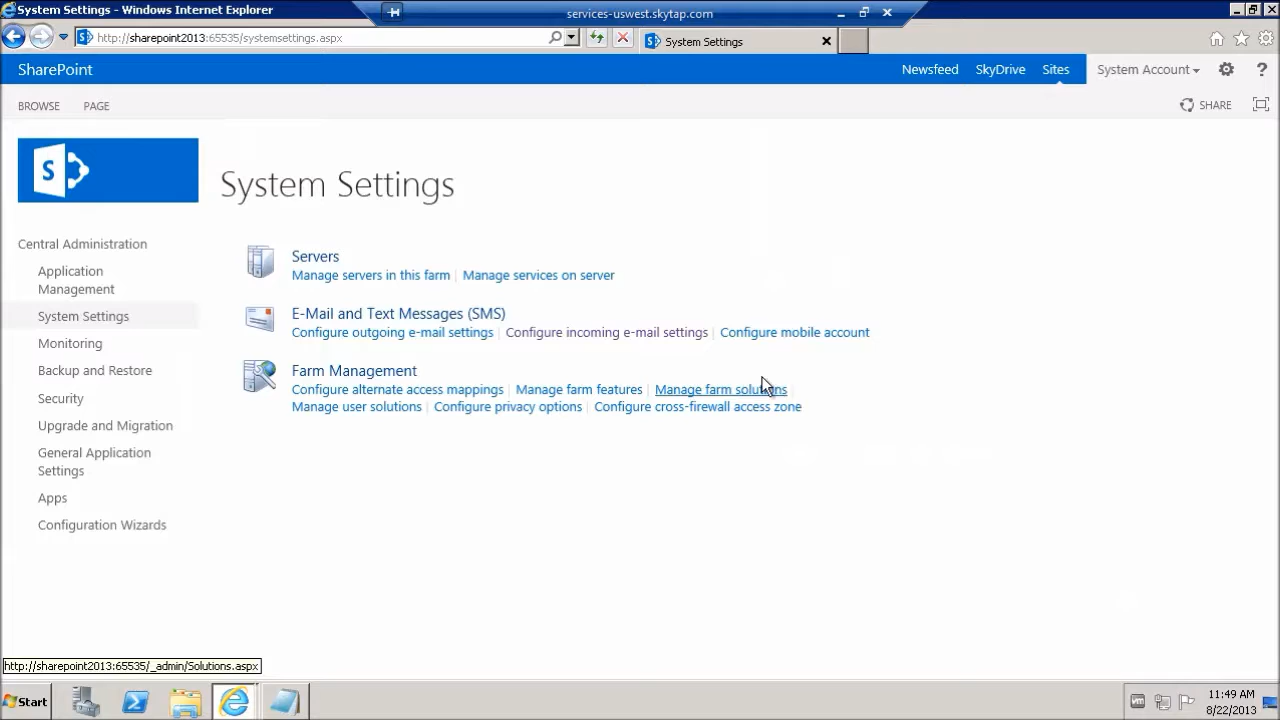 System Settings - Windows Internet Explorer
services-uswest.skytap.com
http://sharepoint2013:65535/systemsettings.aspx
System Settings
SharePoint
Newsfeed
SkyDrive
Sites
System Account
?
BROWSE
PAGE
SHARE
S
System Settings
Central Administration
Application
Management
System Settings
Monitoring
Backup and Restore
Security
Upgrade and Migration
General Application
Settings
Apps
Configuration Wizards
Servers
Manage servers in this farm | Manage services on server
E-Mail and Text Messages (SMS)
Configure outgoing e-mail settings | Configure incoming e-mail settings | Configure mobile account
Farm Management
Configure alternate access mappings | Manage farm features | Manage farm solutions |
Manage user solutions | Configure privacy options | Configure cross-firewall access zone
http://sharepoint2013:65535/_admin/Solutions.aspx
Start
11:49 AM
8/22/2013